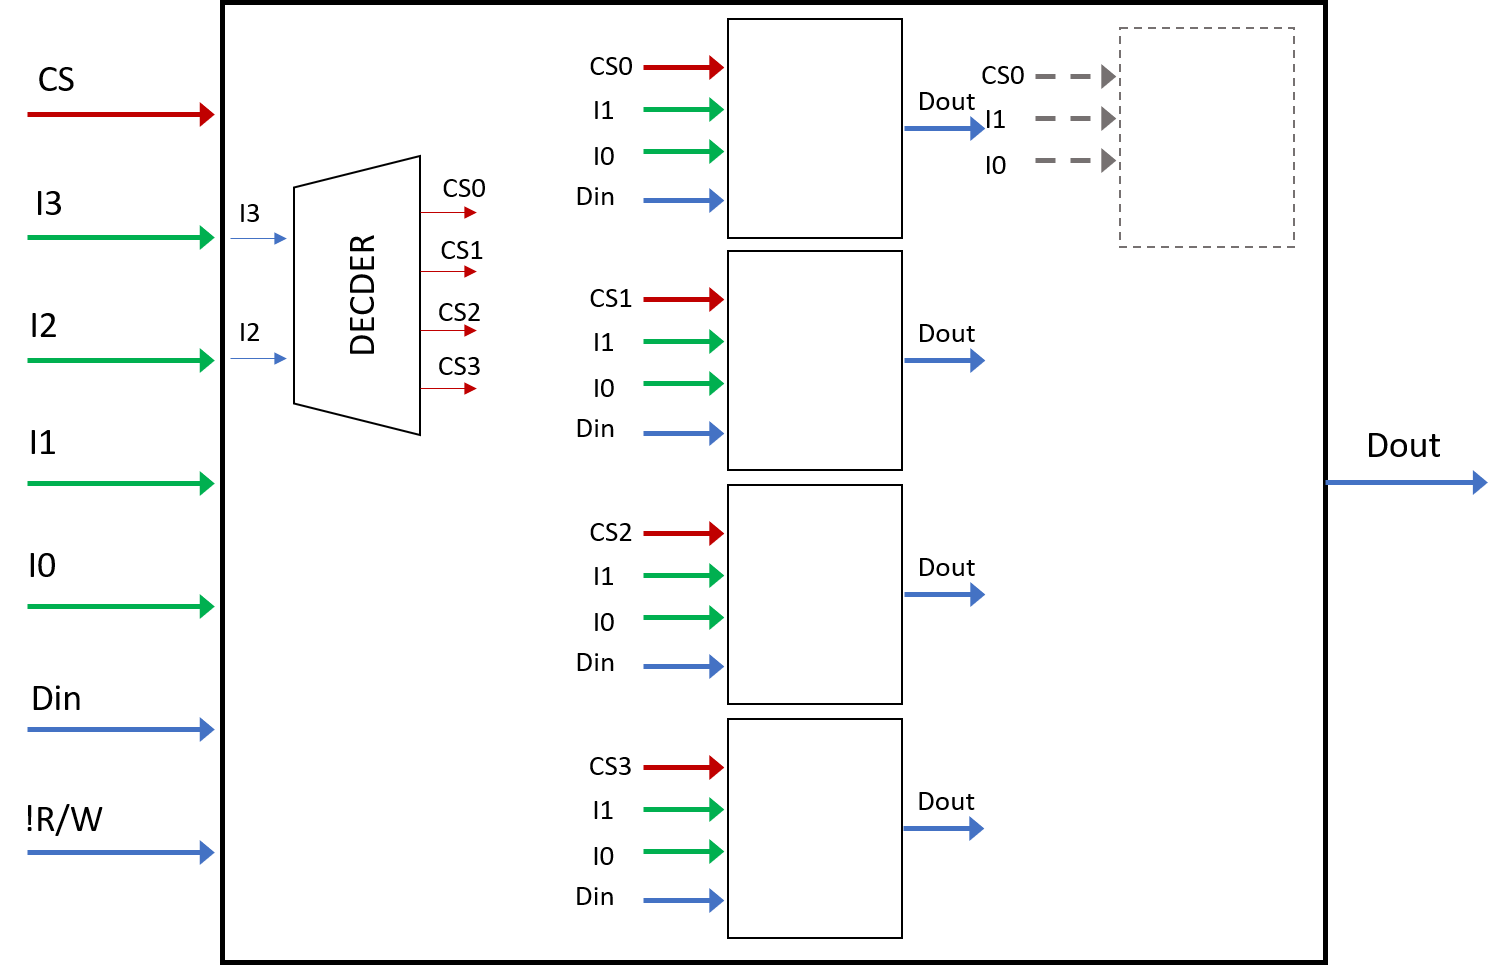 CS
I3
I2
I1
I0
Din
!R/W
I3
I2
DECDER
CS0
CS1
CS2
CS3
CS0
I1
I0
Din
Dout
CS1
I1
I0
Din
Dout
CS2
I1
I0
Din
Dout
CS3
I1
I0
Din
Dout
CS0
I1
I0
Dout